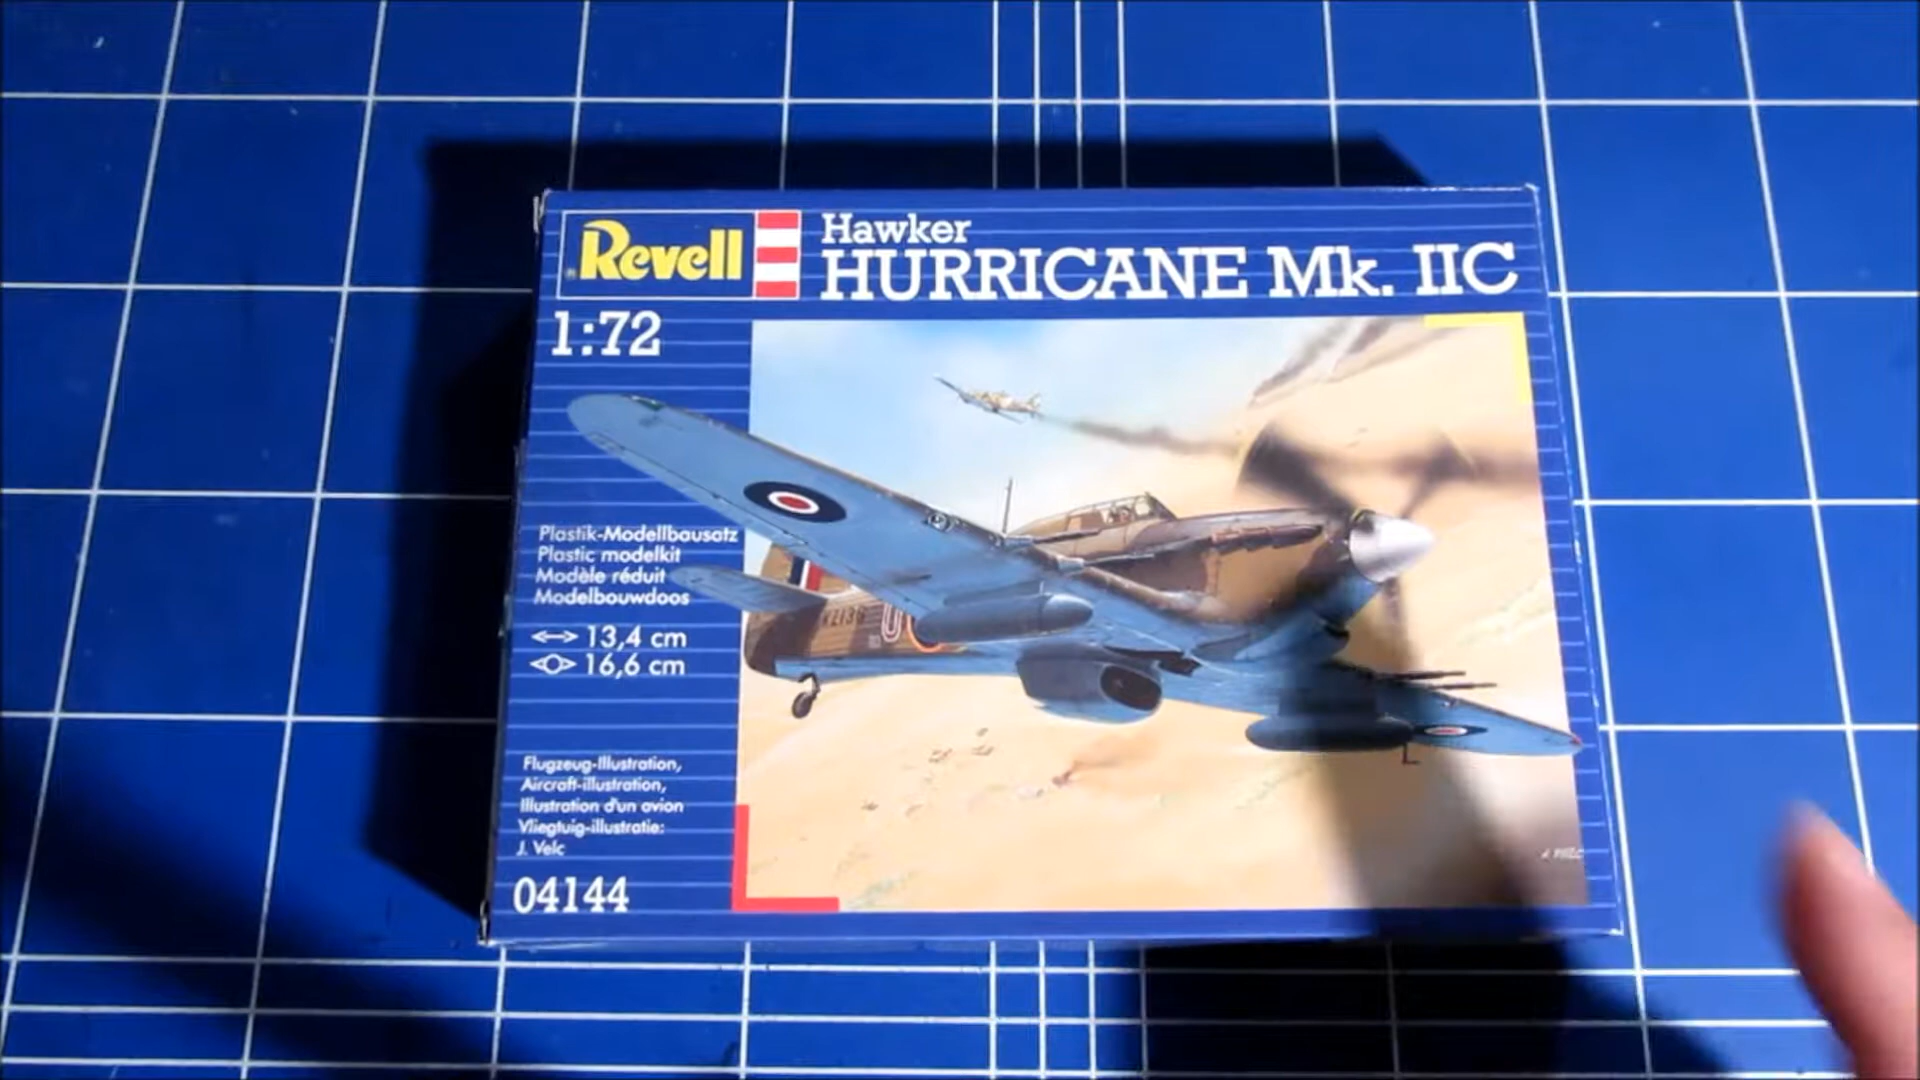 Revell
Hawker
HURRICANE Mk. IIC
1:72
Plastik-Modellbausatz
Plastic modelkit
Modèle réduit
Modelbouwdoos
13,4 cm
16,6 cm
Flugzeug-Illustration,
Aircraft-illustration,
Illustration d'un avion
Vliegtuig-illustratie:
J. Velc
04144